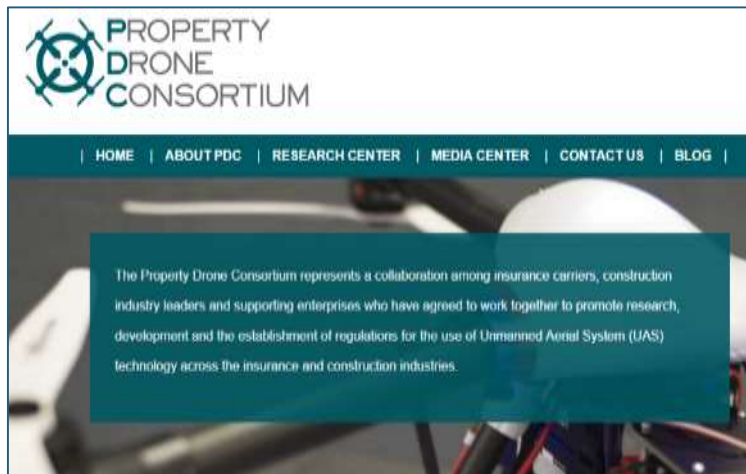 PROPERTY
DRONE
CONSORTIUM
| HOME | ABOUT PDC | RESEARCH CENTER | MEDIA CENTER | CONTACT US | BLOG |
The Property Drone Consortium represents a collaboration among insurance carriers, construction
industry leaders and supporting enterprises who have agreed to work together to promote research,
development and the establishment of regulations for the use of Unmanned Aerial System (UAS)
technology across the insurance and construction industries.